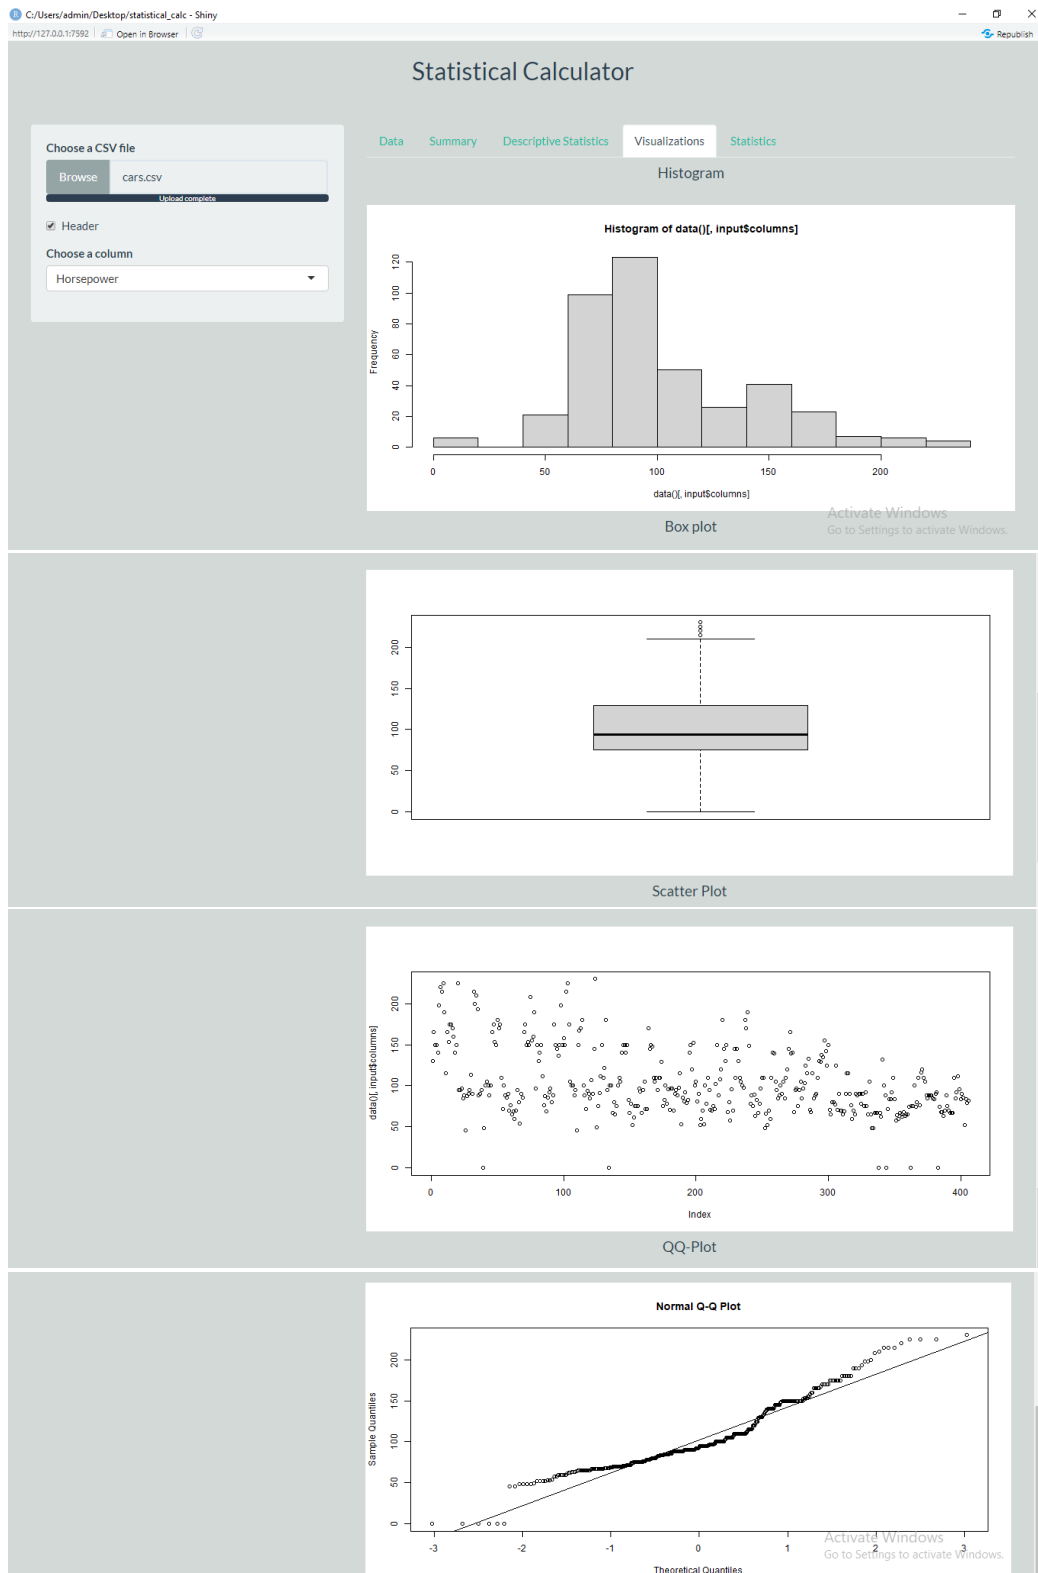 C:/Users/admin/Desktop/statistical_calc - Shiny
http://127.0.0.1:7592 Open in Browser Republish
Statistical Calculator
Choose a CSV file
Browse cars.csv
Upload complete
Header
Choose a column
Horsepower
Data Summary Descriptive Statistics Visualizations Statistics
Histogram
Histogram of data()[, input$columns]
Frequency
0 20 40 60 80 100 120
0 50 100 150 200
data()[, input$columns]
Activate Windows
Go to Settings to activate Windows.
Box plot
0 50 100 150 200
Scatter Plot
data()[, input$columns]
0 50 100 150 200
0 100 200 300 400
Index
QQ-Plot
Normal Q-Q Plot
Sample Quantiles
0 50 100 150 200
-3 -2 -1 0 1 2 3
Theoretical Quantiles
Activate Windows
Go to Settings to activate Windows.